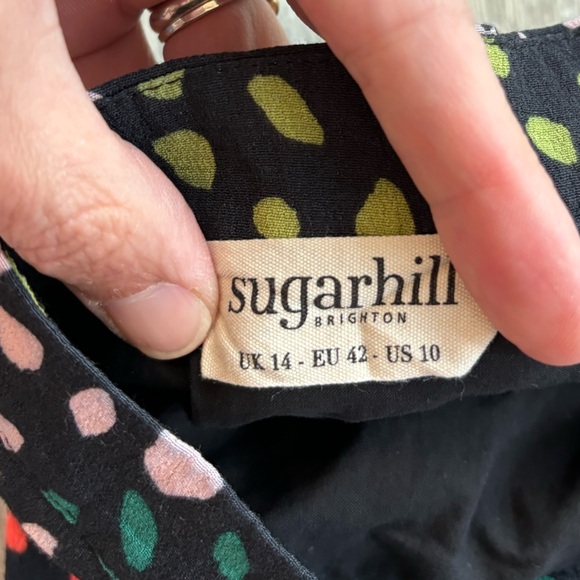 sugarhill
BRIGHTON
UK 14 - EU 42 - US 10